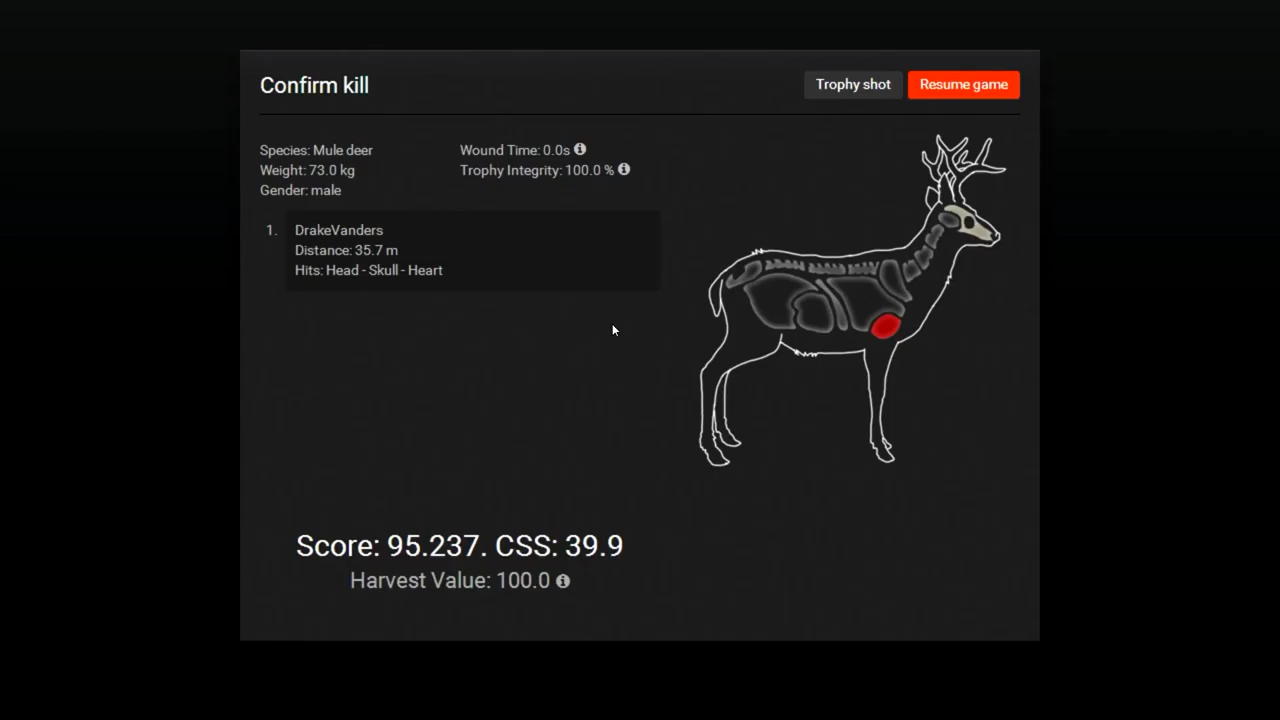 Confirm kill
Trophy shot
Resume game
Species: Mule deer
Weight: 73.0 kg
Gender: male
Wound Time: 0.0s
Trophy Integrity: 100.0 %
1.
DrakeVanders
Distance: 35.7 m
Hits: Head - Skull - Heart
Score: 95.237. CSS: 39.9
Harvest Value: 100.0